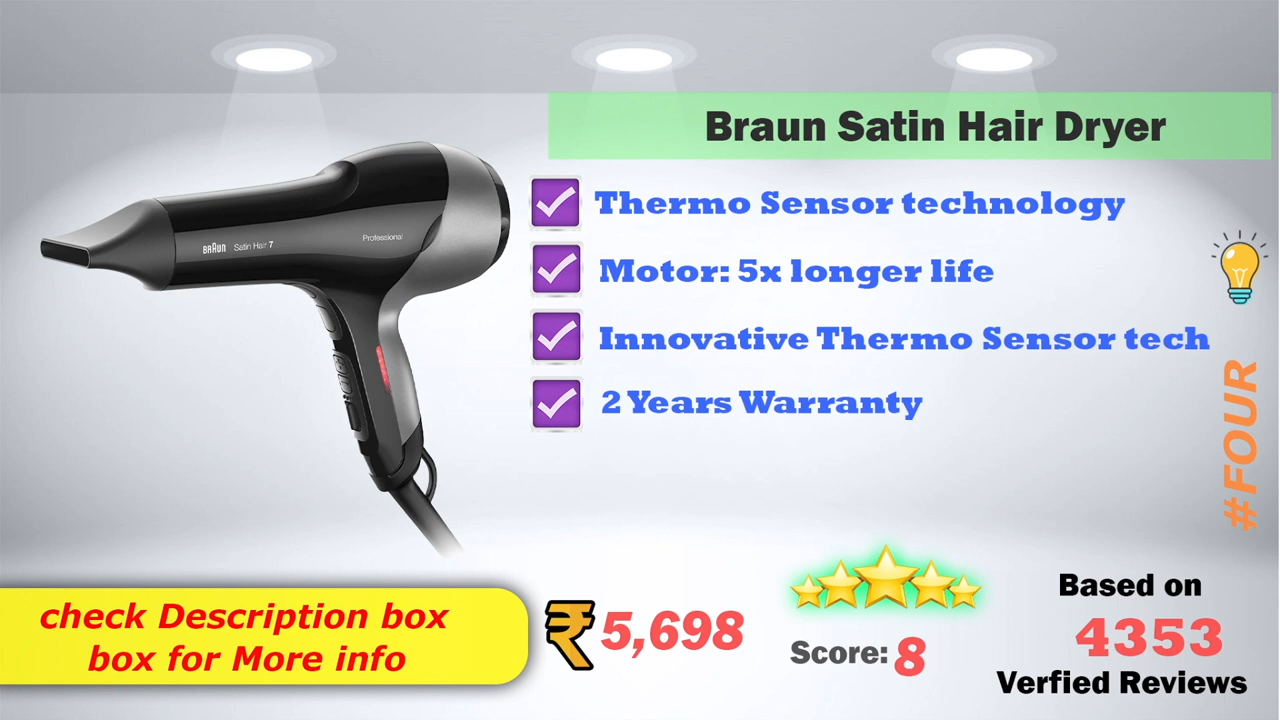 Braun Satin Hair Dryer
Thermo Sensor technology
Motor: 5x longer life
Innovative Thermo Sensor tech
2 Years Warranty
BRAUN Satin Hair 7
Professional
#FOUR
check Description box
box for More info
₹ 5,698
Score: 8
Based on
4353
Verfied Reviews